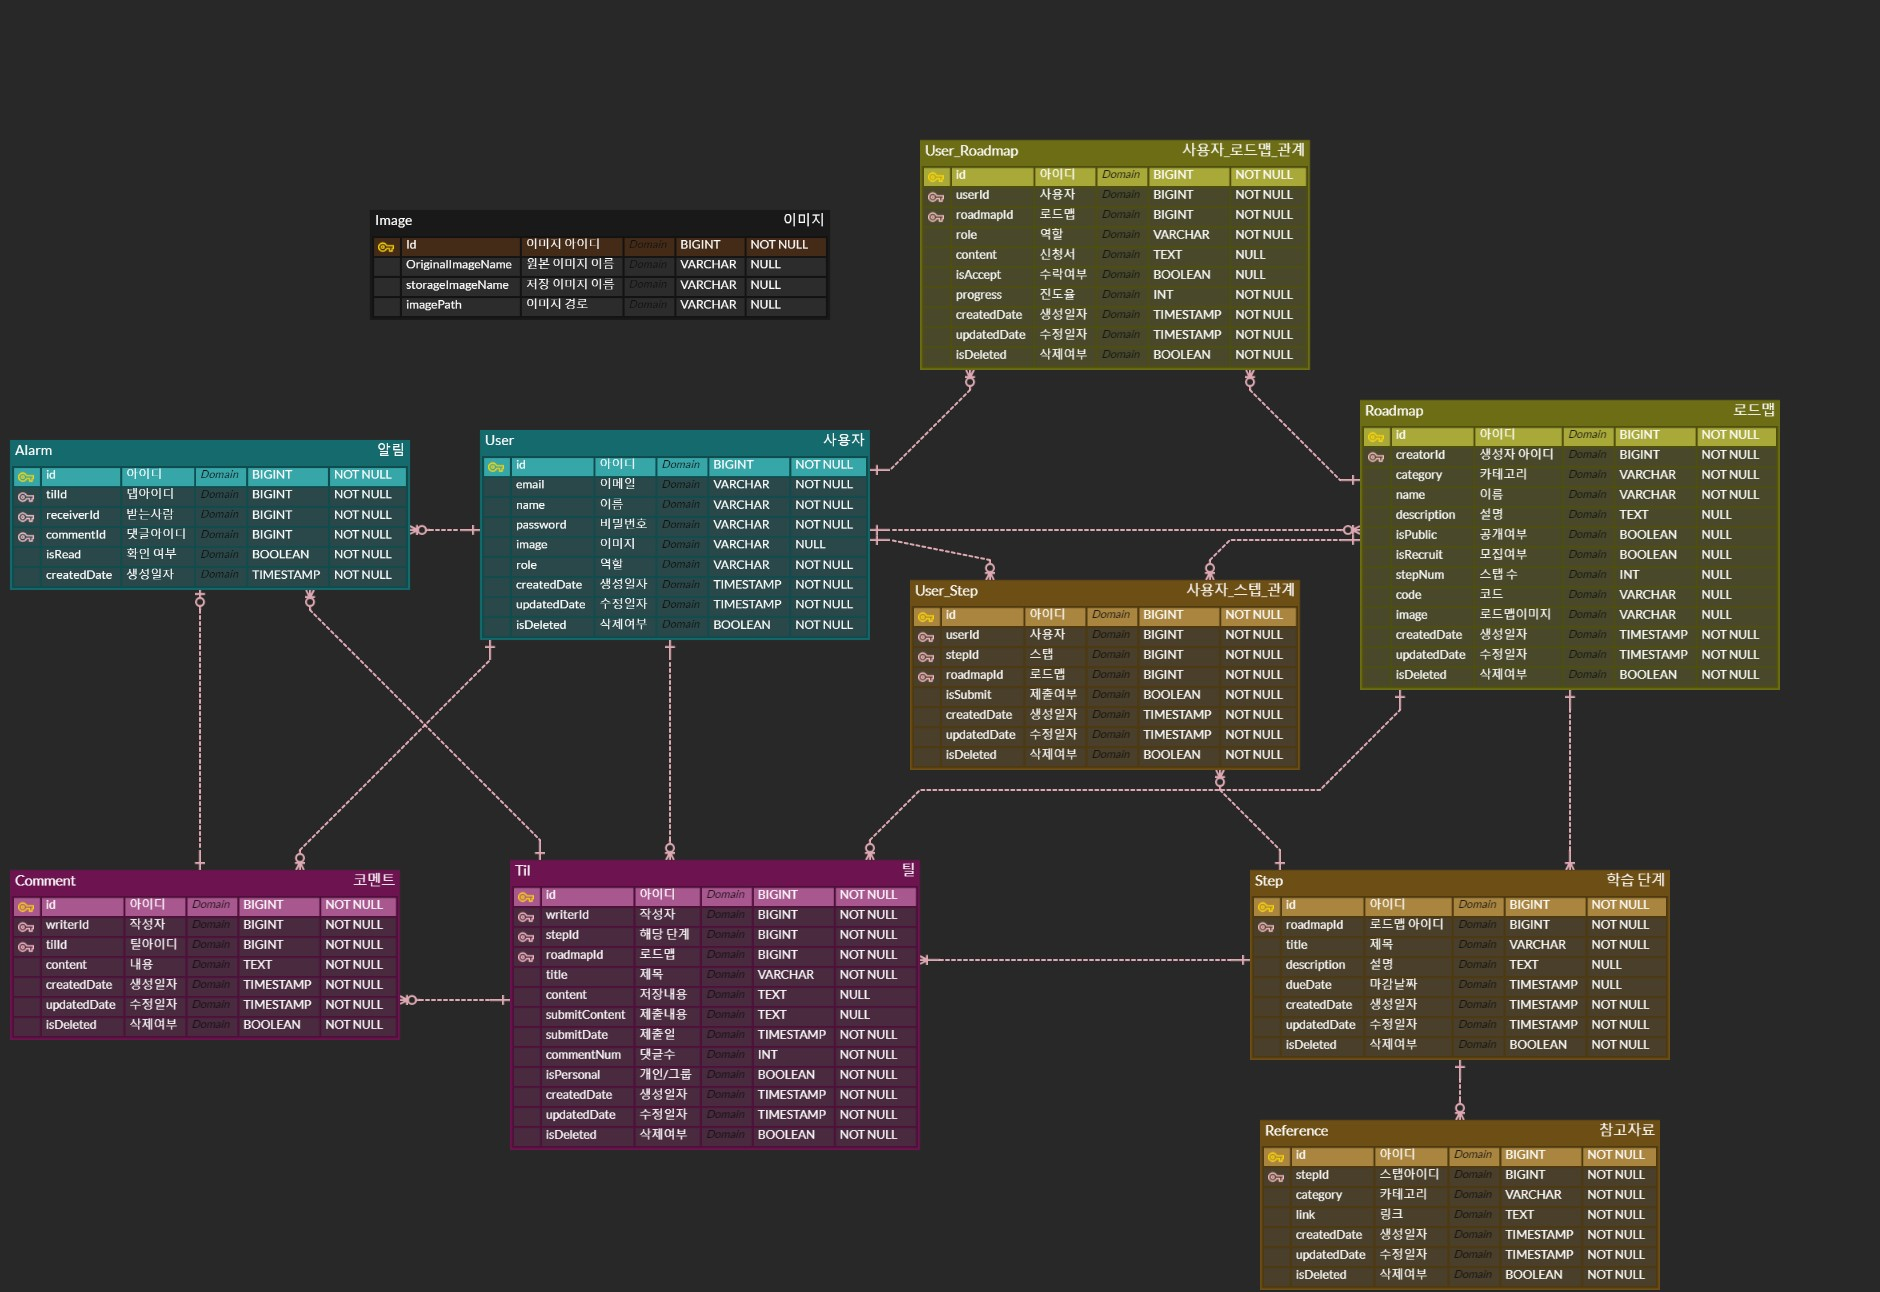 User_Roadmap 사용자_로드맵_관계
id 아이디 Domain BIGINT NOT NULL
userId 사용자 Domain BIGINT NOT NULL
roadmapId 로드맵 Domain BIGINT NOT NULL
role 역할 Domain VARCHAR NOT NULL
content 신청서 Domain TEXT NULL
isAccept 수락여부 Domain BOOLEAN NULL
progress 진도율 Domain INT NOT NULL
createdDate 생성일자 Domain TIMESTAMP NOT NULL
updatedDate 수정일자 Domain TIMESTAMP NOT NULL
isDeleted 삭제여부 Domain BOOLEAN NOT NULL
Image 이미지
Id 이미지 아이디 Domain BIGINT NOT NULL
OriginalImageName 원본 이미지 이름 Domain VARCHAR NULL
storageImageName 저장 이미지 이름 Domain VARCHAR NULL
imagePath 이미지 경로 Domain VARCHAR NULL
Roadmap 로드맵
id 아이디 Domain BIGINT NOT NULL
creatorId 생성자 아이디 Domain BIGINT NOT NULL
category 카테고리 Domain VARCHAR NOT NULL
name 이름 Domain VARCHAR NOT NULL
description 설명 Domain TEXT NULL
isPublic 공개여부 Domain BOOLEAN NULL
isRecruit 모집여부 Domain BOOLEAN NULL
stepNum 스탭 수 Domain INT NULL
code 코드 Domain VARCHAR NULL
image 로드맵이미지 Domain VARCHAR NULL
createdDate 생성일자 Domain TIMESTAMP NOT NULL
updatedDate 수정일자 Domain TIMESTAMP NOT NULL
isDeleted 삭제여부 Domain BOOLEAN NOT NULL
Alarm 알림
id 아이디 Domain BIGINT NOT NULL
tilId 탭아이디 Domain BIGINT NOT NULL
receiverId 받는사람 Domain BIGINT NOT NULL
commentId 댓글아이디 Domain BIGINT NOT NULL
isRead 확인 여부 Domain BOOLEAN NOT NULL
createdDate 생성일자 Domain TIMESTAMP NOT NULL
User 사용자
id 아이디 Domain BIGINT NOT NULL
email 이메일 Domain VARCHAR NOT NULL
name 이름 Domain VARCHAR NOT NULL
password 비밀번호 Domain VARCHAR NOT NULL
image 이미지 Domain VARCHAR NULL
role 역할 Domain VARCHAR NOT NULL
createdDate 생성일자 Domain TIMESTAMP NOT NULL
updatedDate 수정일자 Domain TIMESTAMP NOT NULL
isDeleted 삭제여부 Domain BOOLEAN NOT NULL
User_Step 사용자_스텝_관계
id 아이디 Domain BIGINT NOT NULL
userId 사용자 Domain BIGINT NOT NULL
stepId 스탭 Domain BIGINT NOT NULL
roadmapId 로드맵 Domain BIGINT NOT NULL
isSubmit 제출여부 Domain BOOLEAN NOT NULL
createdDate 생성일자 Domain TIMESTAMP NOT NULL
updatedDate 수정일자 Domain TIMESTAMP NOT NULL
isDeleted 삭제여부 Domain BOOLEAN NOT NULL
Comment 코멘트
id 아이디 Domain BIGINT NOT NULL
writerId 작성자 Domain BIGINT NOT NULL
tilId 틸아이디 Domain BIGINT NOT NULL
content 내용 Domain TEXT NOT NULL
createdDate 생성일자 Domain TIMESTAMP NOT NULL
updatedDate 수정일자 Domain TIMESTAMP NOT NULL
isDeleted 삭제여부 Domain BOOLEAN NOT NULL
Til 틸
id 아이디 Domain BIGINT NOT NULL
writerId 작성자 Domain BIGINT NOT NULL
stepId 해당 단계 Domain BIGINT NOT NULL
roadmapId 로드맵 Domain BIGINT NOT NULL
title 제목 Domain VARCHAR NOT NULL
content 저장내용 Domain TEXT NULL
submitContent 제출내용 Domain TEXT NULL
submitDate 제출일 Domain TIMESTAMP NOT NULL
commentNum 댓글수 Domain INT NOT NULL
isPersonal 개인/그룹 Domain BOOLEAN NOT NULL
createdDate 생성일자 Domain TIMESTAMP NOT NULL
updatedDate 수정일자 Domain TIMESTAMP NOT NULL
isDeleted 삭제여부 Domain BOOLEAN NOT NULL
Step 학습 단계
id 아이디 Domain BIGINT NOT NULL
roadmapId 로드맵 아이디 Domain BIGINT NOT NULL
title 제목 Domain VARCHAR NOT NULL
description 설명 Domain TEXT NULL
dueDate 마감날짜 Domain TIMESTAMP NULL
createdDate 생성일자 Domain TIMESTAMP NOT NULL
updatedDate 수정일자 Domain TIMESTAMP NOT NULL
isDeleted 삭제여부 Domain BOOLEAN NOT NULL
Reference 참고자료
id 아이디 Domain BIGINT NOT NULL
stepId 스탭아이디 Domain BIGINT NOT NULL
category 카테고리 Domain VARCHAR NOT NULL
link 링크 Domain TEXT NOT NULL
createdDate 생성일자 Domain TIMESTAMP NOT NULL
updatedDate 수정일자 Domain TIMESTAMP NOT NULL
isDeleted 삭제여부 Domain BOOLEAN NOT NULL